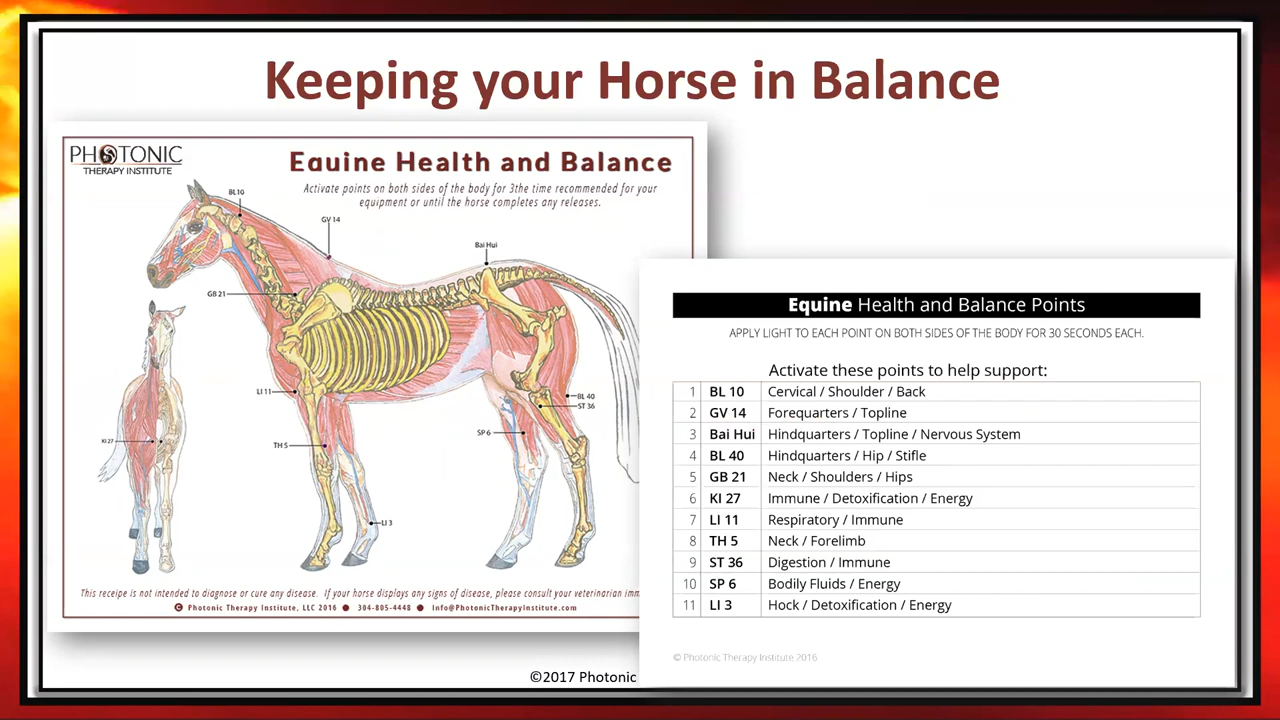 Keeping your Horse in Balance
PHOTONIC
THERAPY INSTITUTE
Equine Health and Balance
Activate points on both sides of the body for 3the time recommended for your
equipment or until the horse completes any releases.
BL10
GV 14
Bai Hui
GB 21
LI 11
BL 40
ST 36
SP 6
TH 5
KI 27
LI 3
This receipe is not intended to diagnose or cure any disease. If your horse displays any signs of disease, please consult your veterinarian
© Photonic Therapy Institute, LLC 2016 ● 304-805-4448 ● Info@PhotonicTherapyInstitute.com
Equine Health and Balance Points
APPLY LIGHT TO EACH POINT ON BOTH SIDES OF THE BODY FOR 30 SECONDS EACH.
Activate these points to help support:
1 BL 10 Cervical / Shoulder / Back
2 GV 14 Forequarters / Topline
3 Bai Hui Hindquarters / Topline / Nervous System
4 BL 40 Hindquarters / Hip / Stifle
5 GB 21 Neck / Shoulders / Hips
6 KI 27 Immune / Detoxification / Energy
7 LI 11 Respiratory / Immune
8 TH 5 Neck / Forelimb
9 ST 36 Digestion / Immune
10 SP 6 Bodily Fluids / Energy
11 LI 3 Hock / Detoxification / Energy
© Photonic Therapy Institute 2016
©2017 Photonic